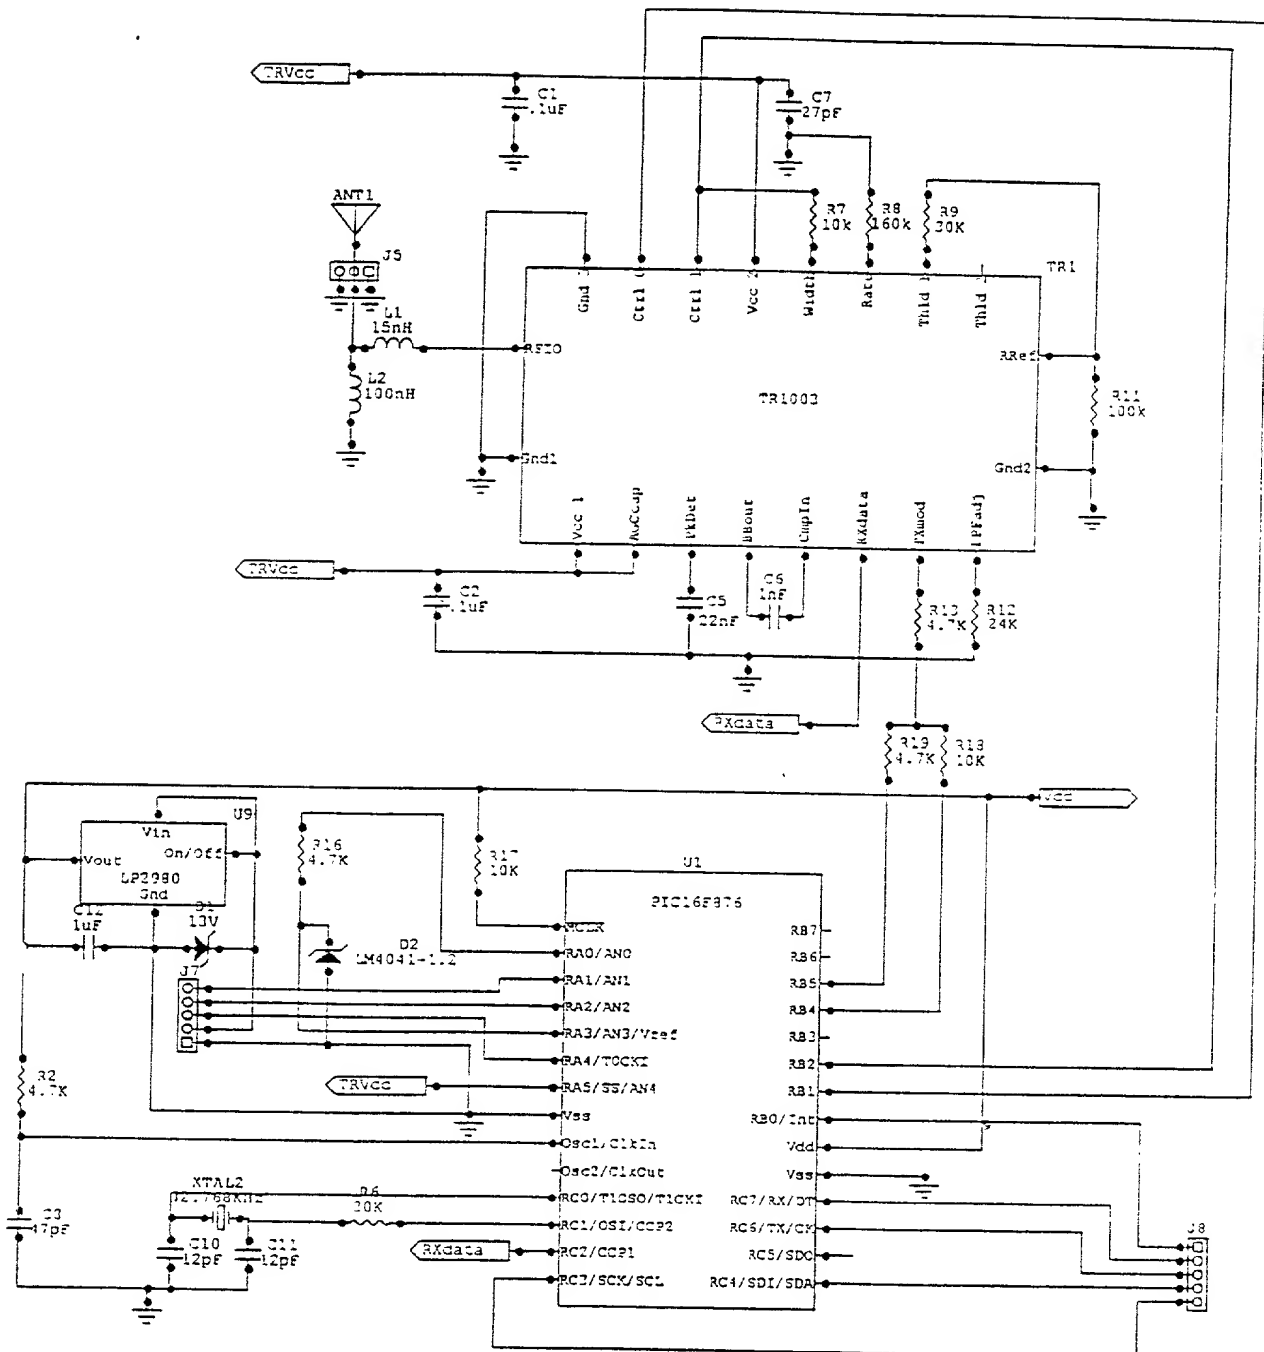 TRVcc
C1
.1uF
C7
27pF
ANT1
J5
R7
10k
R8
160k
R9
30K
TR1
Ctrl 1
Vcc 2
Width
Rate
L1
15nH
RFIO
RRef
L2
100nH
TR1003
R11
100k
Gnd1
Gnd2
Vcc 1
AGCcap
PkDet
BBout
CmpIn
RXdata
TXmod
LPFadj
TRVcc
C2
.1uF
C5
22nF
C6
1nF
R13
4.7K
R12
24K
RXdata
R19
4.7K
R18
10K
Vcc
U9
Vin
On/Off
Vout
LP2980
Gnd
R16
4.7K
R17
10K
U1
PIC16F876
C12
1uF
D1
13V
D2
LM4041-1.2
J7
MCLR
RA0/AN0
RA1/AN1
RA2/AN2
RA3/AN3/Vref
RA4/T0CKI
RA5/SS/AN4
Vss
Osc1/ClkIn
Osc2/ClkOut
RC0/T1OSO/T1CKI
RC1/OSI/CCP2
RC2/CCP1
RC3/SCK/SCL
RB7
RB6
RB5
RB4
RB3
RB2
RB1
RB0/Int
Vdd
Vss
RC7/RX/DT
RC6/TX/CK
RC5/SDO
RC4/SDI/SDA
TRVcc
R2
4.7K
XTAL2
32.768KHz
R6
20K
C3
47pF
C10
12pF
C11
12pF
RXdata
J8